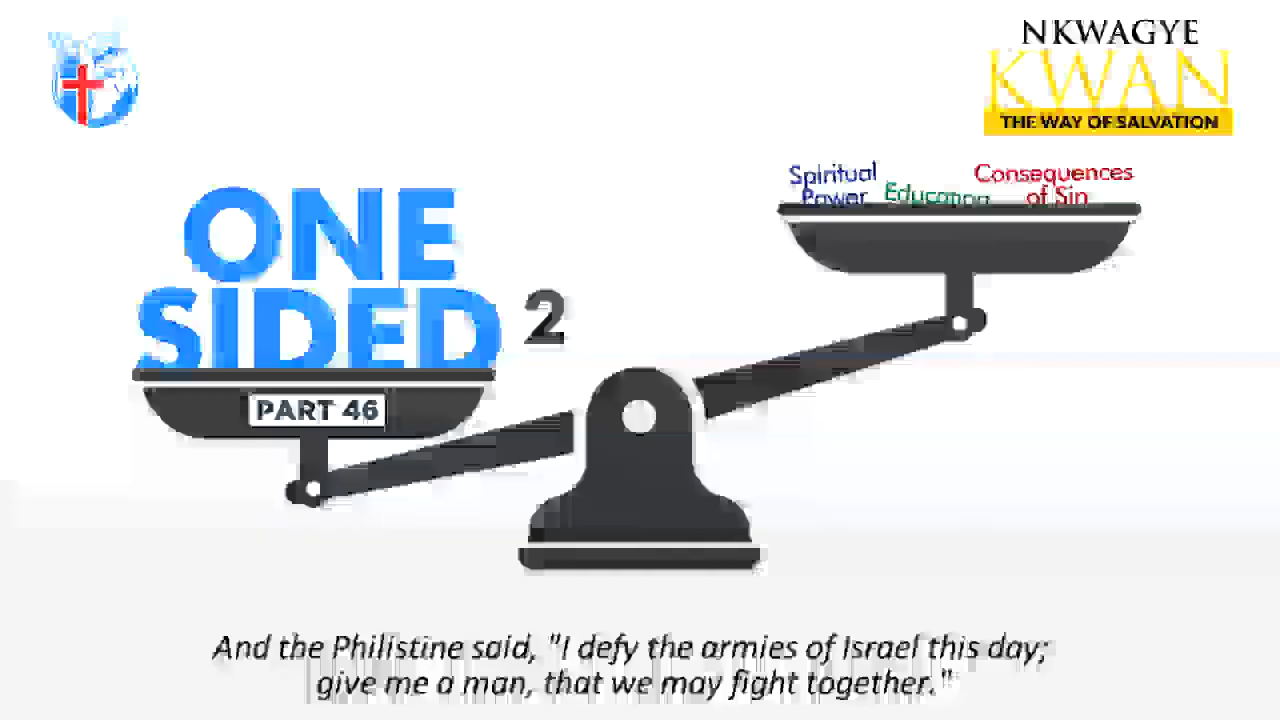 NKWAGYE
KWAN
THE WAY OF SALVATION
Spiritual
Power
Education
Consequences
of Sin
ONE
SIDED
2
PART 46
And the Philistine said, "I defy the armies of Israel this day;
give me a man, that we may fight together."